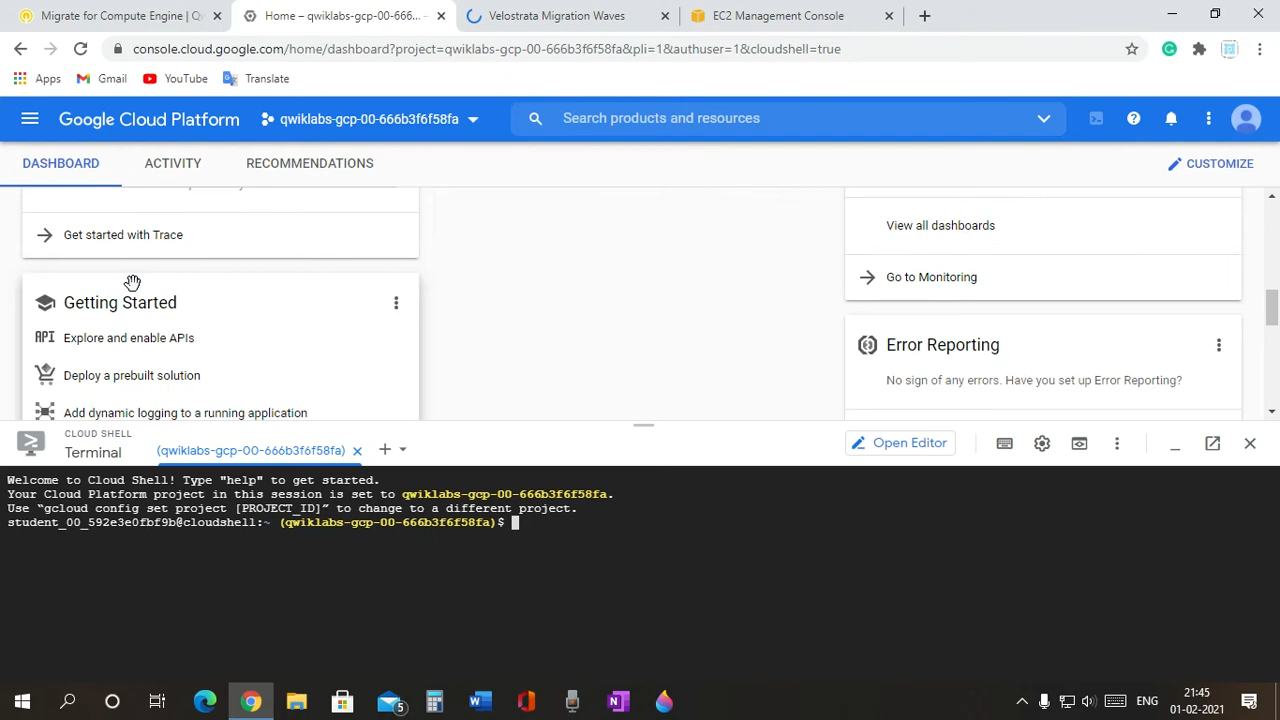 Migrate for Compute Engine | Q
Home – qwiklabs-gcp-00-666...
Velostrata Migration Waves
EC2 Management Console
console.cloud.google.com/home/dashboard?project=qwiklabs-gcp-00-666b3f6f58fa&pli=1&authuser=1&cloudshell=true
Apps
Gmail
YouTube
Translate
Google Cloud Platform
qwiklabs-gcp-00-666b3f6f58fa
Search products and resources
DASHBOARD
ACTIVITY
RECOMMENDATIONS
CUSTOMIZE
Get started with Trace
Getting Started
API Explore and enable APIs
Deploy a prebuilt solution
Add dynamic logging to a running application
View all dashboards
Go to Monitoring
Error Reporting
No sign of any errors. Have you set up Error Reporting?
CLOUD SHELL
Terminal
(qwiklabs-gcp-00-666b3f6f58fa)
Open Editor
Welcome to Cloud Shell! Type "help" to get started.
Your Cloud Platform project in this session is set to qwiklabs-gcp-00-666b3f6f58fa.
Use “gcloud config set project [PROJECT_ID]” to change to a different project.
student_00_592e3e0fbf9b@cloudshell:~ (qwiklabs-gcp-00-666b3f6f58fa)$
5
ENG
21:45
01-02-2021